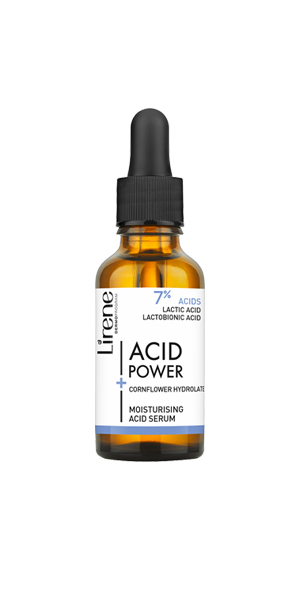 Lirene
DERMOPROGRAM
7% ACIDS
LACTIC ACID
LACTOBIONIC ACID
ACID
POWER
+
CORNFLOWER HYDROLATE
MOISTURISING
ACID SERUM